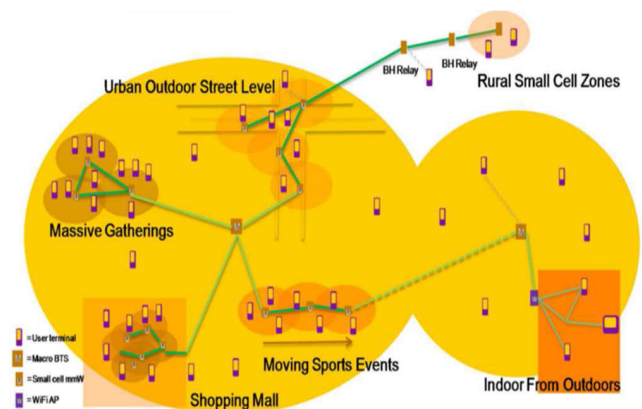 Urban Outdoor Street Level
BH Relay
BH Relay
Rural Small Cell Zones
Massive Gatherings
M
M
Moving Sports Events
Shopping Mall
Indoor From Outdoors
= User terminal
M = Macro BTS
= Small cell mmW
W = WiFi AP
W